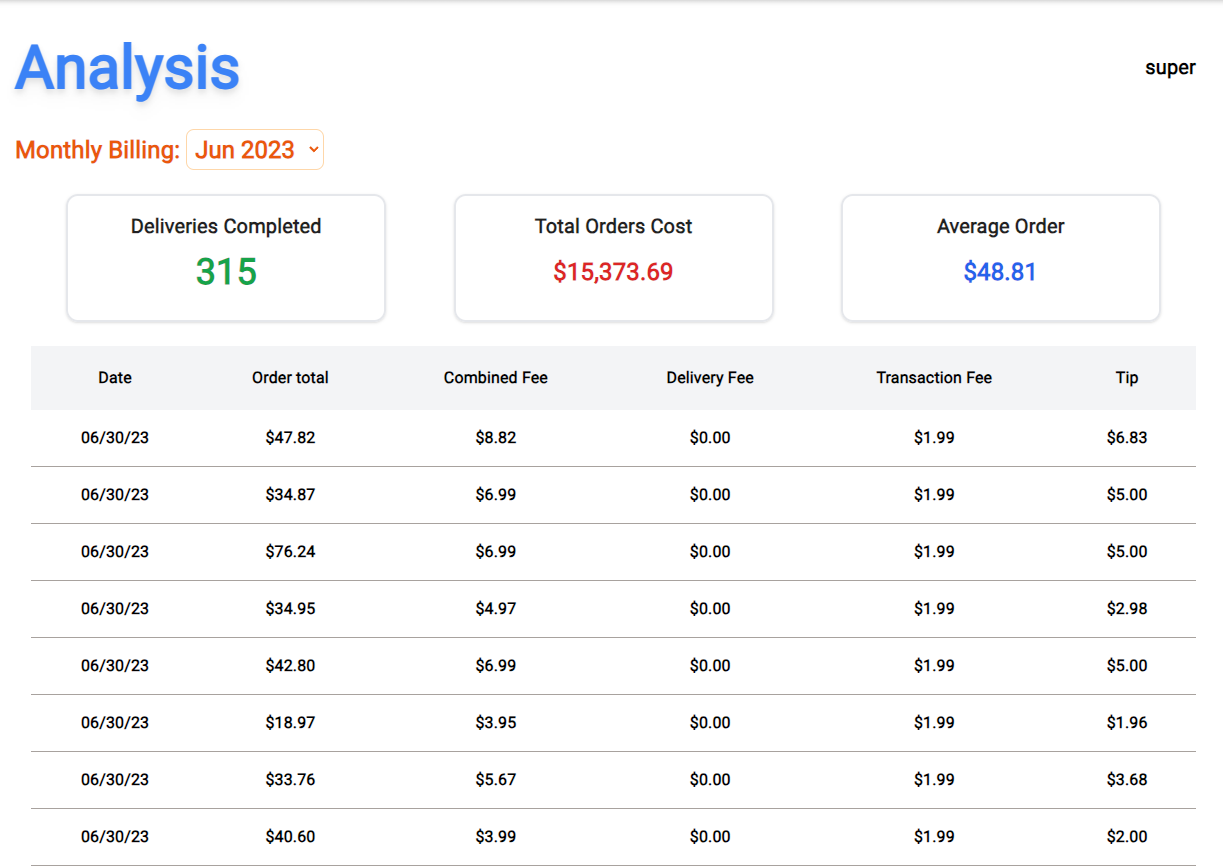 Analysis
super
Monthly Billing: Jun 2023
Deliveries Completed Total Orders Cost Average Order
315 $15,373.69 $48.81
Date Order total Combined Fee Delivery Fee Transaction Fee Tip
06/30/23 $47.82 $8.82 $0.00 $1.99 $6.83
06/30/23 $34.87 $6.99 $0.00 $1.99 $5.00
06/30/23 $76.24 $6.99 $0.00 $1.99 $5.00
06/30/23 $34.95 $4.97 $0.00 $1.99 $2.98
06/30/23 $42.80 $6.99 $0.00 $1.99 $5.00
06/30/23 $18.97 $3.95 $0.00 $1.99 $1.96
06/30/23 $33.76 $5.67 $0.00 $1.99 $3.68
06/30/23 $40.60 $3.99 $0.00 $1.99 $2.00